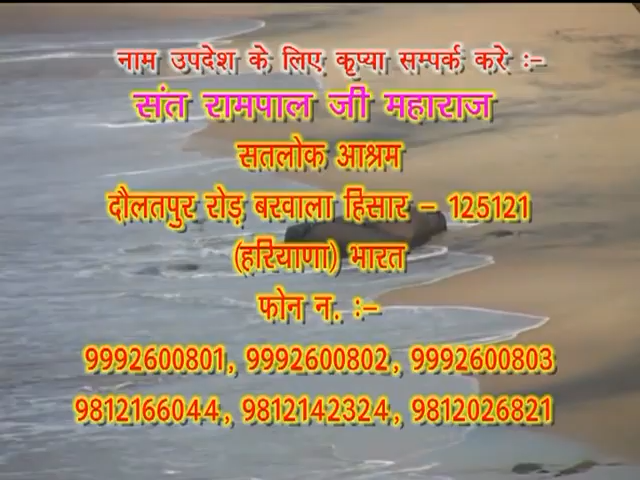 नाम उपदेश के लिए कृप्या सम्पर्क करे :-
संत रामपाल जी महाराज
सतलोक आश्रम
दौलतपुर रोड़ बरवाला हिसार - 125121
(हरियाणा) भारत
फोन न. :-
9992600801, 9992600802, 9992600803
9812166044, 9812142324, 9812026821